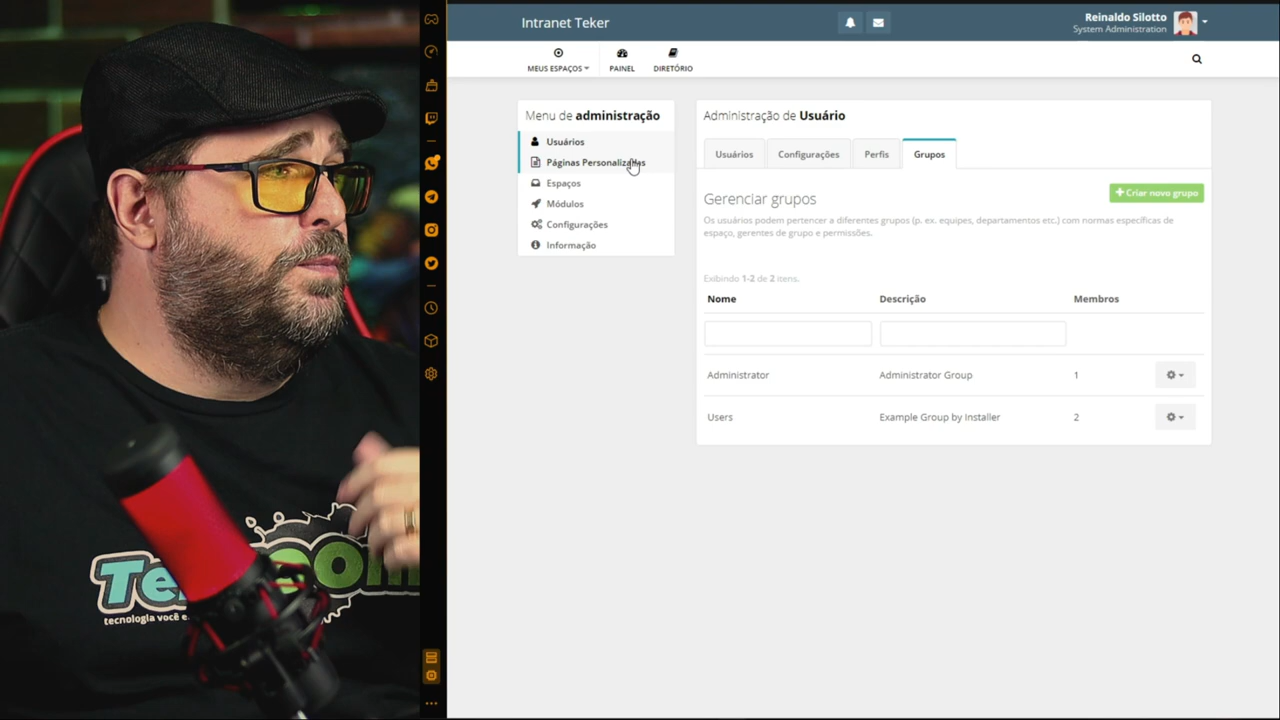 Intranet Teker
Reinaldo Silotto
System Administration
MEUS ESPAÇOS
PAINEL
DIRETÓRIO
Menu de administração
Usuários
Páginas Personalizadas
Espaços
Módulos
Configurações
Informação
Administração de Usuário
Usuários
Configurações
Perfis
Grupos
Gerenciar grupos
Criar novo grupo
Os usuários podem pertencer a diferentes grupos (p. ex. equipes, departamentos etc.) com normas específicas de
espaço, gerentes de grupo e permissões.
Exibindo 1-2 de 2 itens.
Nome Descrição Membros
Administrator Administrator Group 1
Users Example Group by Installer 2
tecnologia você e